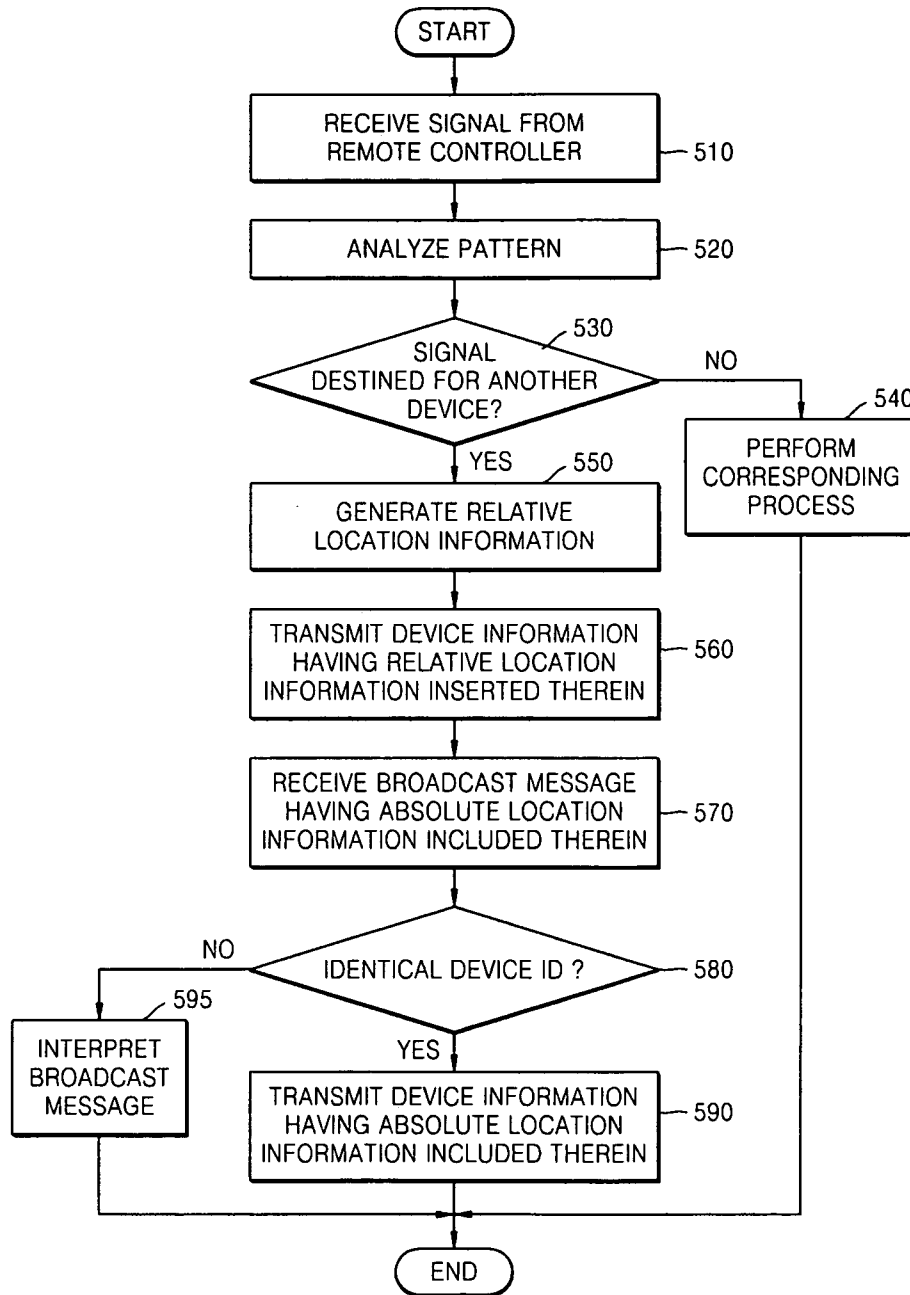 START
RECEIVE SIGNAL FROM
REMOTE CONTROLLER
510
ANALYZE PATTERN
520
530
SIGNAL
DESTINED FOR ANOTHER
DEVICE?
NO
540
PERFORM
CORRESPONDING
PROCESS
YES
550
GENERATE RELATIVE
LOCATION INFORMATION
TRANSMIT DEVICE INFORMATION
HAVING RELATIVE LOCATION
INFORMATION INSERTED THEREIN
560
RECEIVE BROADCAST MESSAGE
HAVING ABSOLUTE LOCATION
INFORMATION INCLUDED THEREIN
570
IDENTICAL DEVICE ID ?
580
NO
595
INTERPRET
BROADCAST
MESSAGE
YES
TRANSMIT DEVICE INFORMATION
HAVING ABSOLUTE LOCATION
INFORMATION INCLUDED THEREIN
590
END